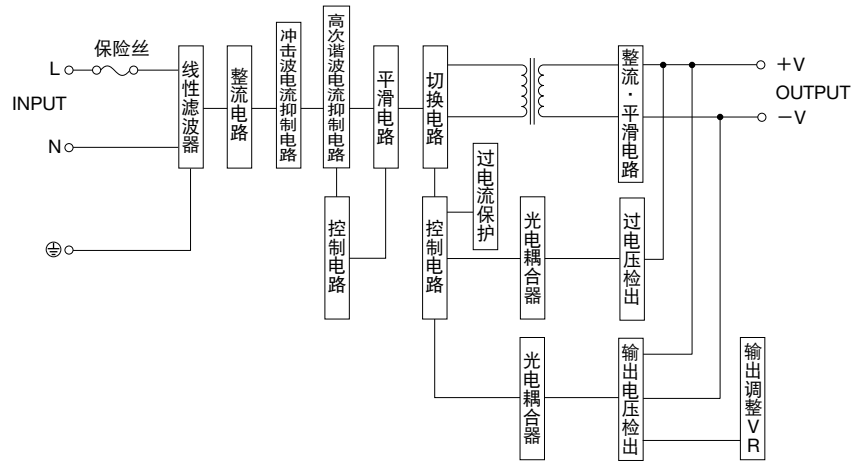 保险丝
L
INPUT
N
线性滤波器
整流电路
冲击波电流抑制电路
高次谐波电流抑制电路
平滑电路
切换电路
整流·平滑电路
+V
OUTPUT
-V
控制电路
控制电路
过电流保护
光电耦合器
过电压检出
光电耦合器
输出电压检出
输出调整VR